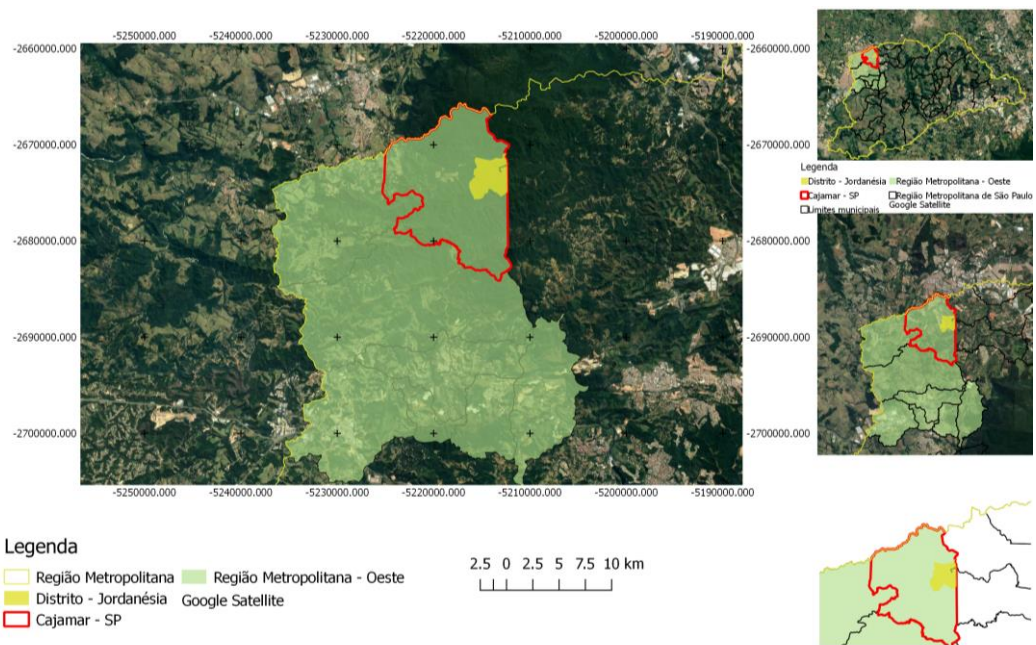 -5250000.000 -5240000.000 -5230000.000 -5220000.000 -5210000.000 -5200000.000 -5190000.000
-2660000.000 -2660000.000
-2670000.000 -2670000.000
-2680000.000 -2680000.000
-2690000.000 -2690000.000
-2700000.000 -2700000.000
-5250000.000 -5240000.000 -5230000.000 -5220000.000 -5210000.000 -5200000.000 -5190000.000
Legenda
Distrito - Jordanésia Região Metropolitana - Oeste
Cajamar - SP Região Metropolitana de São Paulo
Limites municipais Google Satellite
Legenda
Região Metropolitana Região Metropolitana - Oeste
Distrito - Jordanésia Google Satellite
Cajamar - SP
2.5 0 2.5 5 7.5 10 km